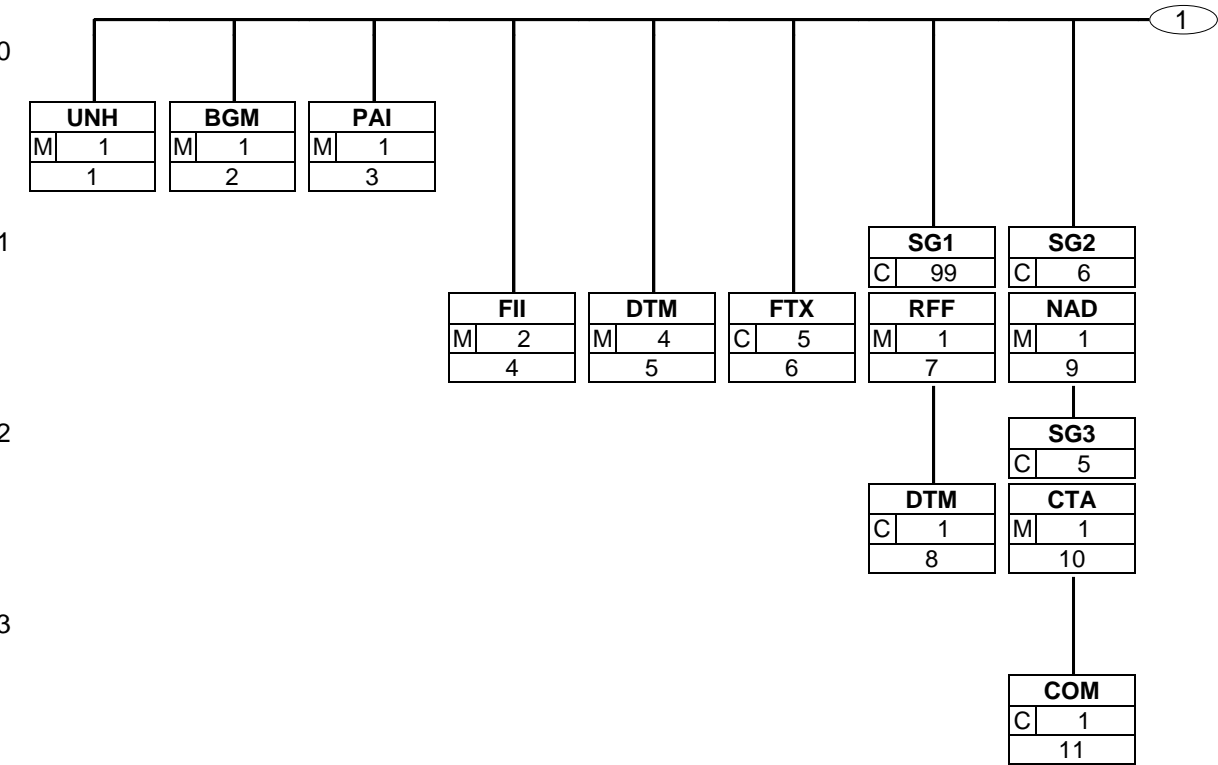 1
0
UNH BGM PAI
M 1 M 1 M 1
1 2 3
1
SG1 SG2
C 99 C 6
FII DTM FTX RFF NAD
M 2 M 4 C 5 M 1 M 1
4 5 6 7 9
2
SG3
C 5
DTM CTA
C 1 M 1
8 10
3
COM
C 1
11